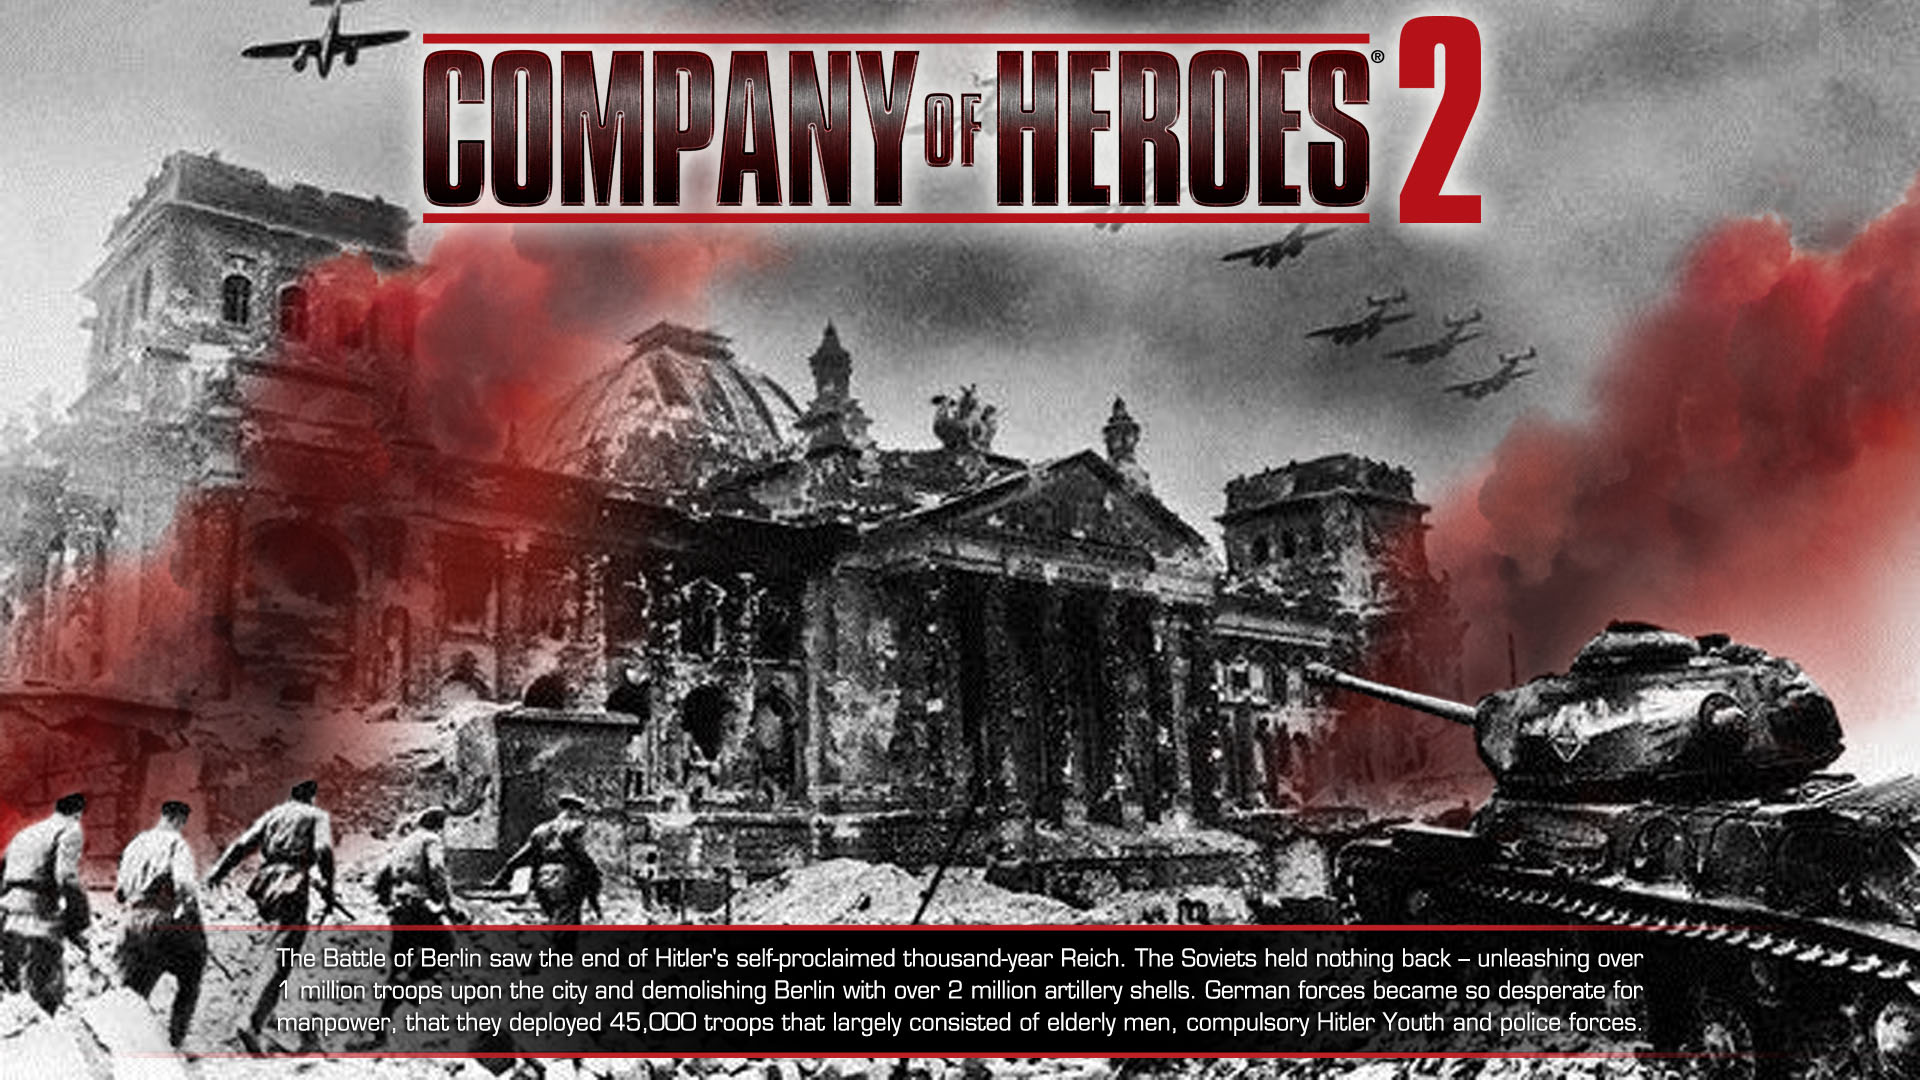 COMPANY OF HEROES® 2
The Battle of Berlin saw the end of Hitler's self-proclaimed thousand-year Reich. The Soviets held nothing back – unleashing over
1 million troops upon the city and demolishing Berlin with over 2 million artillery shells. German forces became so desperate for
manpower, that they deployed 45,000 troops that largely consisted of elderly men, compulsory Hitler Youth and police forces.